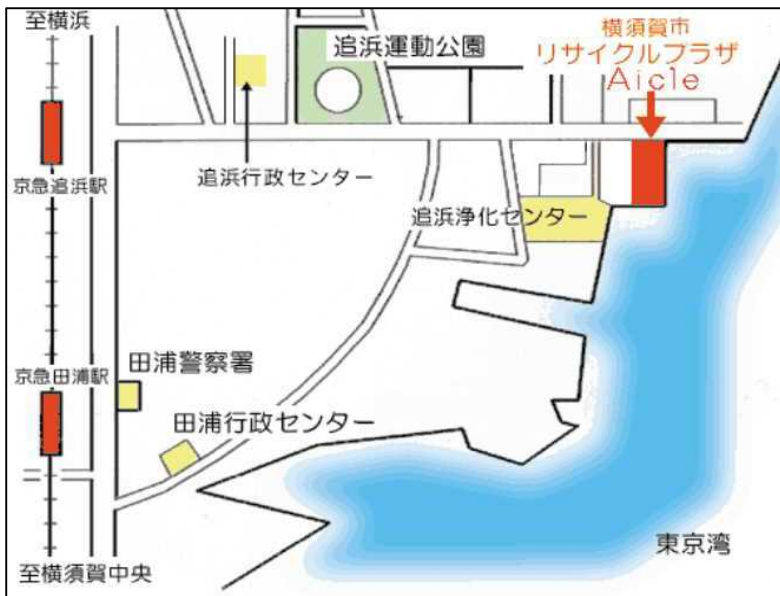 至横浜
追浜運動公園
横須賀市
リサイクルプラザ
Aicle
京急追浜駅
追浜行政センター
追浜浄化センター
京急田浦駅
田浦警察署
田浦行政センター
東京湾
至横須賀中央